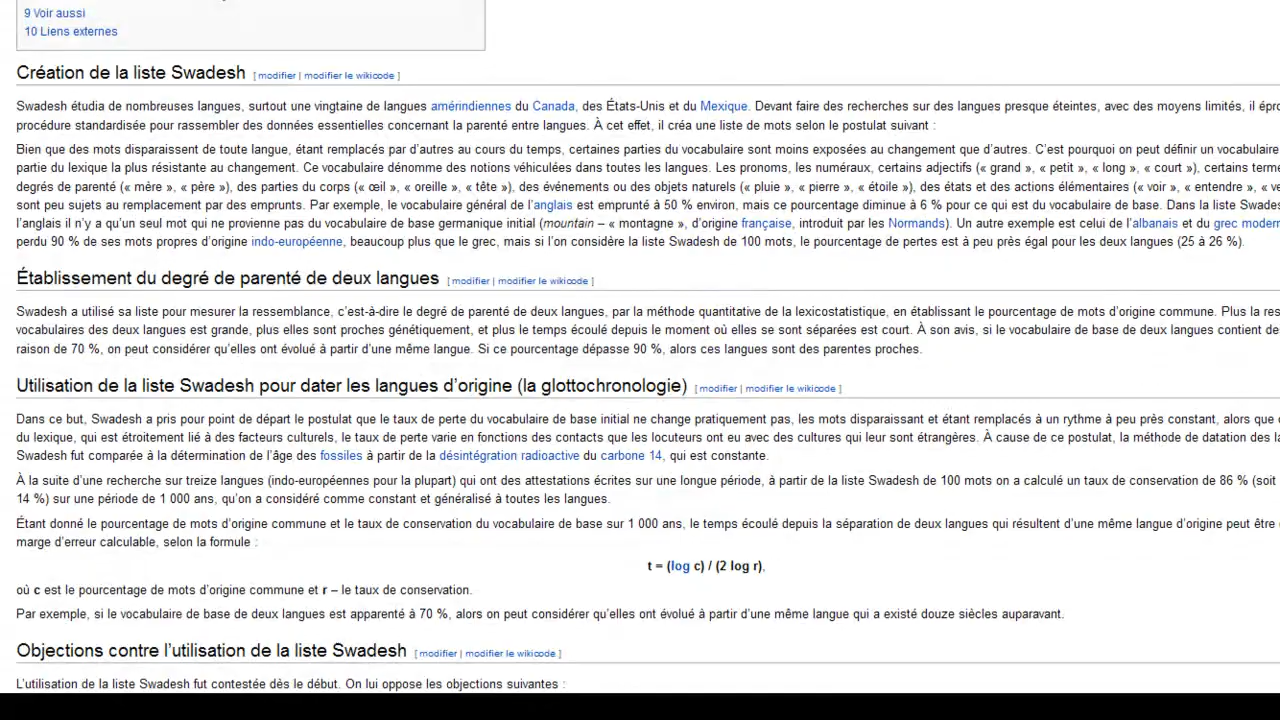 9 Voir aussi
10 Liens externes
Création de la liste Swadesh [ modifier | modifier le wikicode ]
Swadesh étudia de nombreuses langues, surtout une vingtaine de langues amérindiennes du Canada, des États-Unis et du Mexique. Devant faire des recherches sur des langues presque éteintes, avec des moyens limités, il
procédure standardisée pour rassembler des données essentielles concernant la parenté entre langues. À cet effet, il créa une liste de mots selon le postulat suivant :
Bien que des mots disparaissent de toute langue, étant remplacés par d'autres au cours du temps, certaines parties du vocabulaire sont moins exposées au changement que d'autres. C'est pourquoi on peut définir un vocabulaire
partie du lexique la plus résistante au changement. Ce vocabulaire dénomme des notions véhiculées dans toutes les langues. Les pronoms, les numéraux, certains adjectifs (« grand », « petit », « long », « court »), certains
degrés de parenté (« mère », « père »), des parties du corps (« œil », « oreille », « tête »), des événements ou des objets naturels (« pluie », « pierre », « étoile »), des états et des actions élémentaires (« voir », « entendre »,
sont peu sujets au remplacement par des emprunts. Par exemple, le vocabulaire général de l'anglais est emprunté à 50 % environ, mais ce pourcentage diminue à 6 % pour ce qui est du vocabulaire de base. Dans la liste
l'anglais il n'y a qu'un seul mot qui ne provienne pas du vocabulaire de base germanique initial (mountain – « montagne », d'origine française, introduit par les Normands). Un autre exemple est celui de l'albanais et du grec
perdu 90 % de ses mots propres d'origine indo-européenne, beaucoup plus que le grec, mais si l'on considère la liste Swadesh de 100 mots, le pourcentage de pertes est à peu près égal pour les deux langues (25 à 26 %).
Établissement du degré de parenté de deux langues [ modifier | modifier le wikicode ]
Swadesh a utilisé sa liste pour mesurer la ressemblance, c'est-à-dire le degré de parenté de deux langues, par la méthode quantitative de la lexicostatistique, en établissant le pourcentage de mots d'origine commune. Plus la
vocabulaires des deux langues est grande, plus elles sont proches génétiquement, et plus le temps écoulé depuis le moment où elles se sont séparées est court. À son avis, si le vocabulaire de base de deux langues contient
raison de 70 %, on peut considérer qu'elles ont évolué à partir d'une même langue. Si ce pourcentage dépasse 90 %, alors ces langues sont des parentes proches.
Utilisation de la liste Swadesh pour dater les langues d'origine (la glottochronologie) [ modifier | modifier le wikicode ]
Dans ce but, Swadesh a pris pour point de départ le postulat que le taux de perte du vocabulaire de base initial ne change pratiquement pas, les mots disparaissant et étant remplacés à un rythme à peu près constant, alors que
du lexique, qui est étroitement lié à des facteurs culturels, le taux de perte varie en fonctions des contacts que les locuteurs ont eu avec des cultures qui leur sont étrangères. À cause de ce postulat, la méthode de datation des
Swadesh fut comparée à la détermination de l'âge des fossiles à partir de la désintégration radioactive du carbone 14, qui est constante.
À la suite d'une recherche sur treize langues (indo-européennes pour la plupart) qui ont des attestations écrites sur une longue période, à partir de la liste Swadesh de 100 mots on a calculé un taux de conservation de 86 % (soit
14 %) sur une période de 1 000 ans, qu'on a considéré comme constant et généralisé à toutes les langues.
Étant donné le pourcentage de mots d'origine commune et le taux de conservation du vocabulaire de base sur 1 000 ans, le temps écoulé depuis la séparation de deux langues qui résultent d'une même langue d'origine peut être
marge d'erreur calculable, selon la formule :
t = (log c) / (2 log r),
où c est le pourcentage de mots d'origine commune et r – le taux de conservation.
Par exemple, si le vocabulaire de base de deux langues est apparenté à 70 %, alors on peut considérer qu'elles ont évolué à partir d'une même langue qui a existé douze siècles auparavant.
Objections contre l'utilisation de la liste Swadesh [ modifier | modifier le wikicode ]
L'utilisation de la liste Swadesh fut contestée dès le début. On lui oppose les objections suivantes :